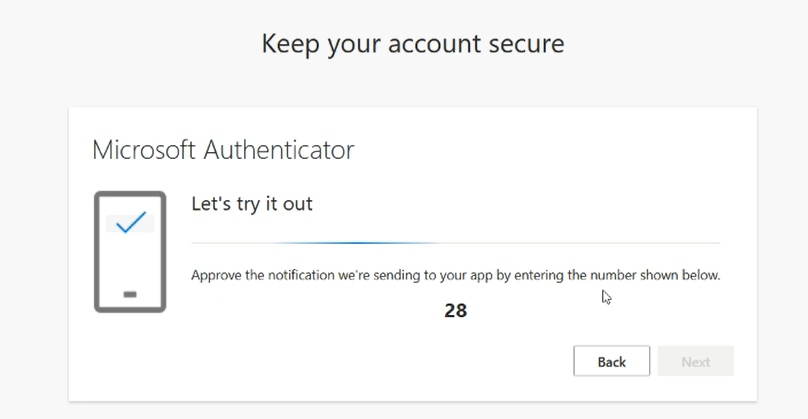 Keep your account secure
Microsoft Authenticator
Let's try it out
Approve the notification we're sending to your app by entering the number shown below.
28
Back
Next